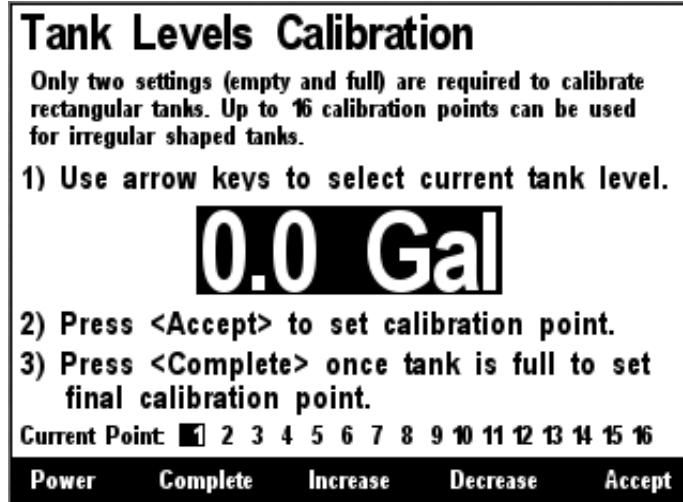 Tank Levels Calibration
Only two settings (empty and full) are required to calibrate
rectangular tanks. Up to 16 calibration points can be used
for irregular shaped tanks.
1) Use arrow keys to select current tank level.
0.0 Gal
2) Press <Accept> to set calibration point.
3) Press <Complete> once tank is full to set
final calibration point.
Current Point: 1 2 3 4 5 6 7 8 9 10 11 12 13 14 15 16
Power Complete Increase Decrease Accept